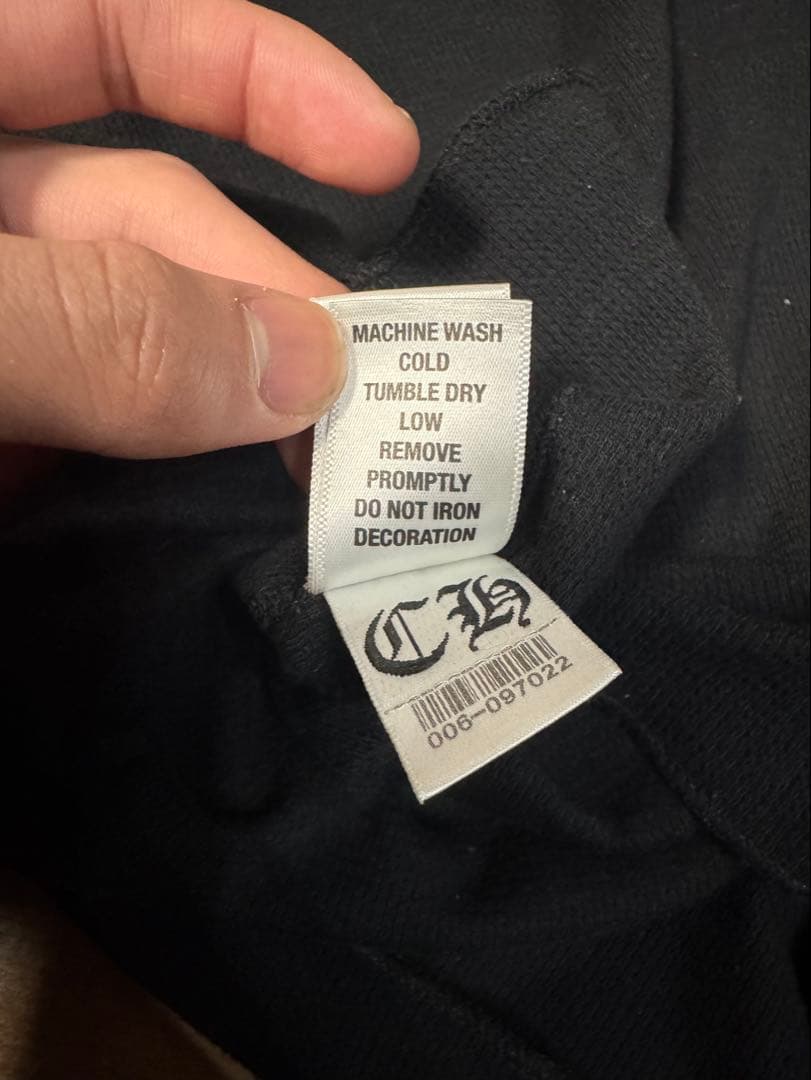 MACHINE WASH
COLD
TUMBLE DRY
LOW
REMOVE
PROMPTLY
DO NOT IRON
DECORATION
CH
006-097022